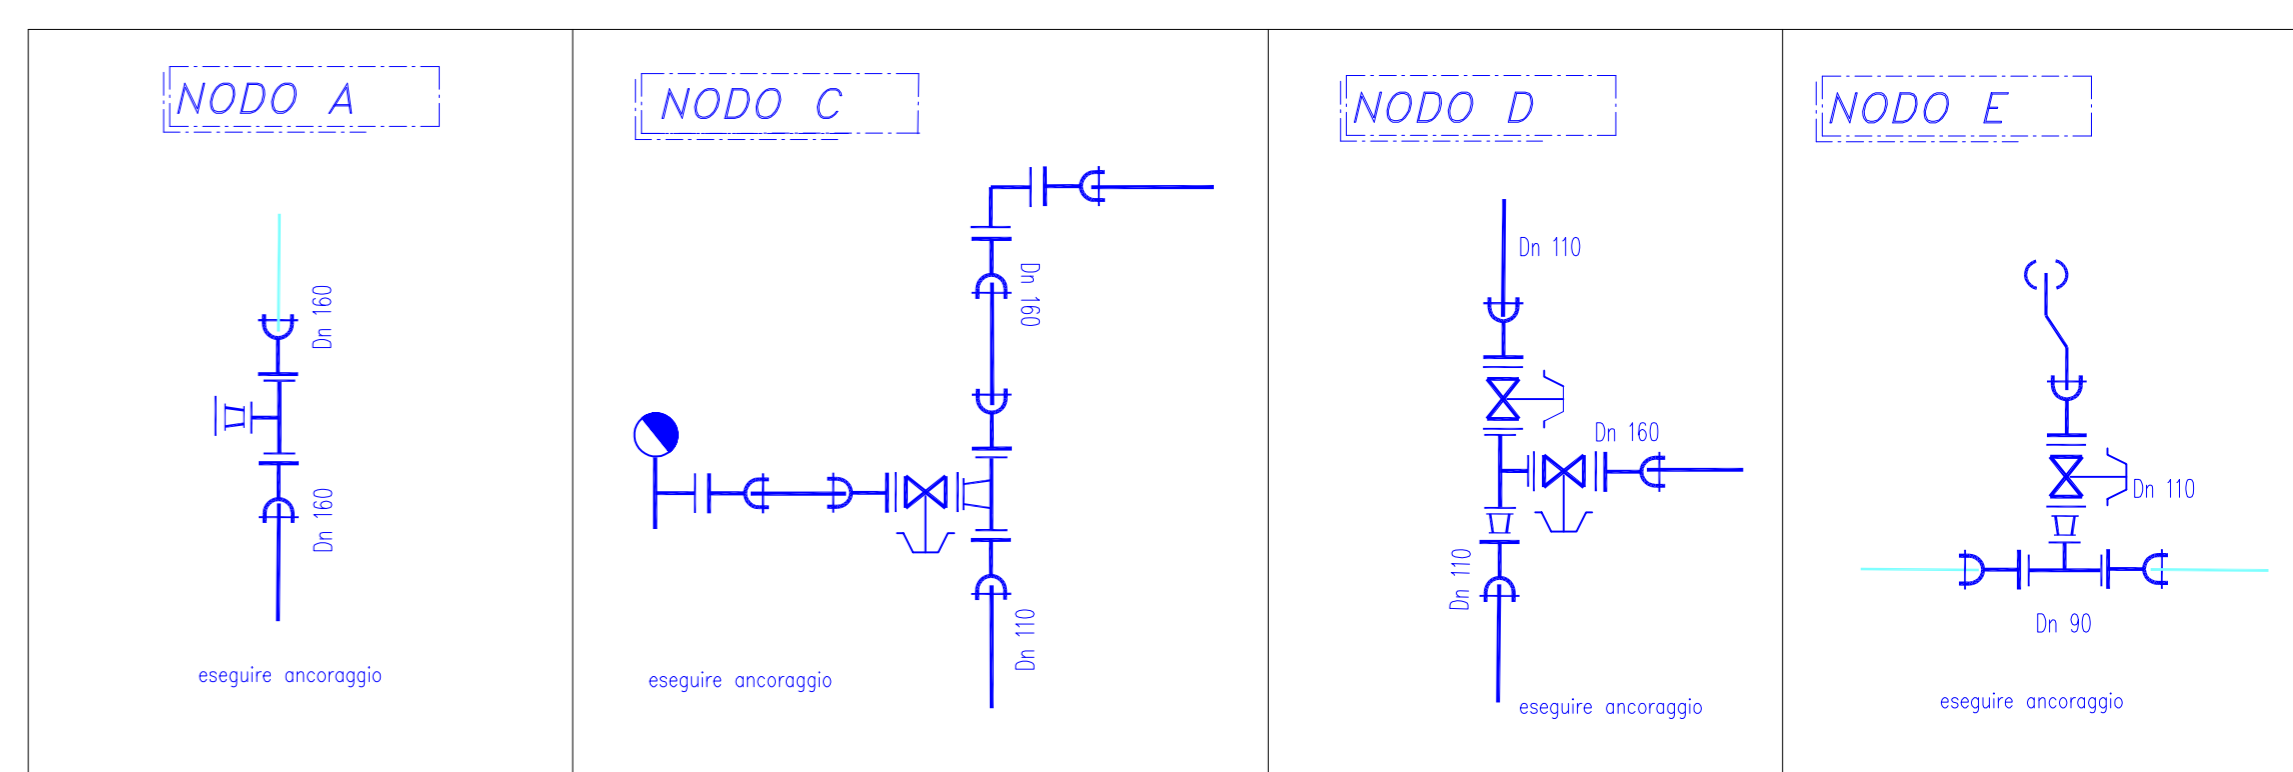 NODO A
Dn 160
Dn 160
eseguire ancoraggio
NODO C
Dn 160
Dn 110
eseguire ancoraggio
NODO D
Dn 110
Dn 160
Dn 110
eseguire ancoraggio
NODO E
Dn 110
Dn 90
eseguire ancoraggio